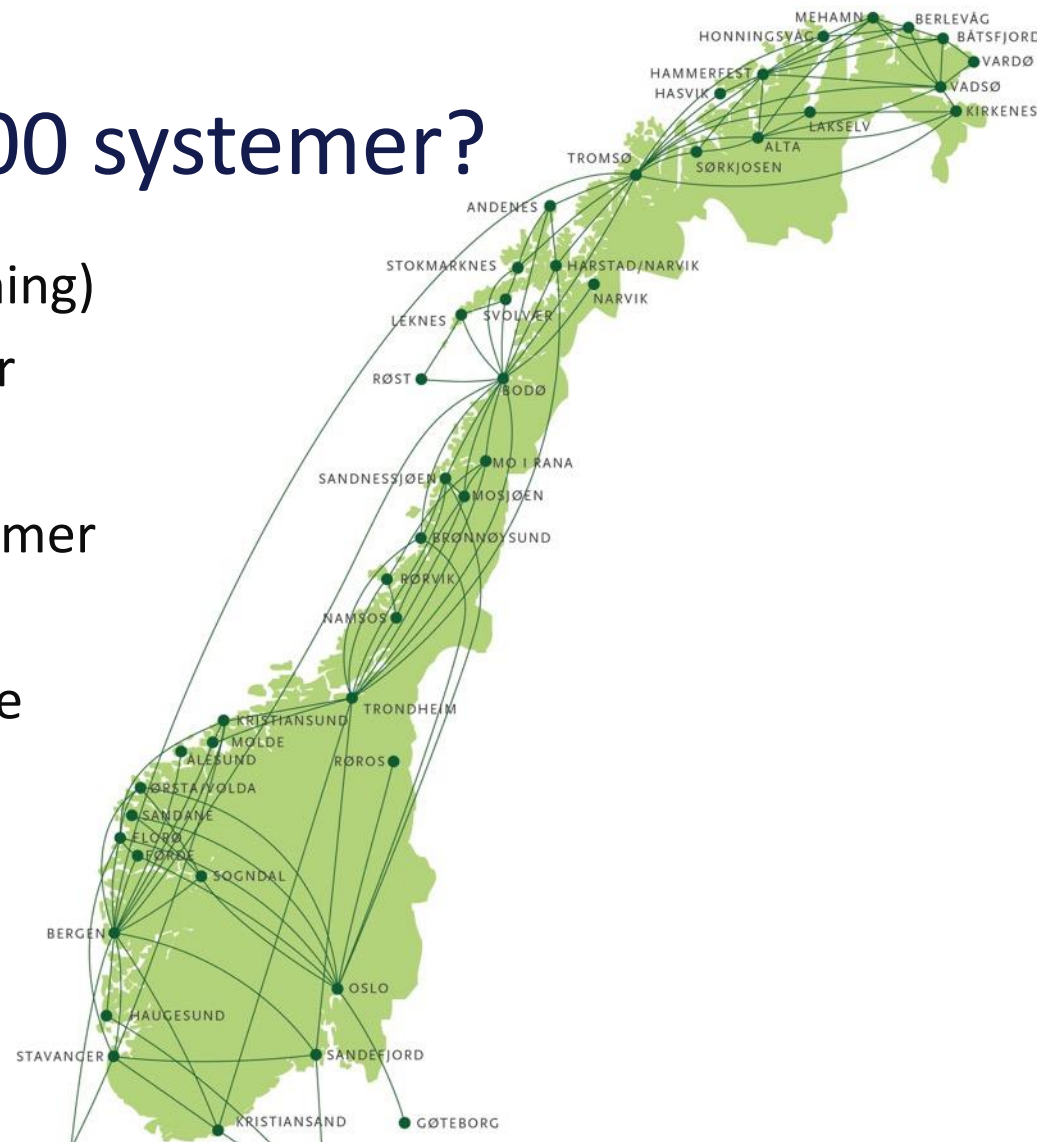 00 systemer?
ning)
r
mer
e
MEHAMN
BERLEVÅG
HONNINGSVÅG
BÅTSFJORD
VARDØ
HAMMERFEST
VADSØ
HASVIK
KIRKENES
LAKSELV
ALTA
TROMSØ
SØRKJOSEN
ANDENES
STOKMARKNES
HARSTAD/NARVIK
NARVIK
SVOLVÆR
LEKNES
RØST
BODØ
MO I RANA
SANDNESSJØEN
MOSJØEN
BRØNNØYSUND
RØRVIK
NAMSOS
TRONDHEIM
KRISTIANSUND
MOLDE
ÅLESUND
RØROS
ØRSTA/VOLDA
SANDANE
FLORØ
FØRDE
SOGNDAL
BERGEN
OSLO
HAUGESUND
STAVANGER
SANDEFJORD
KRISTIANSAND
GØTEBORG